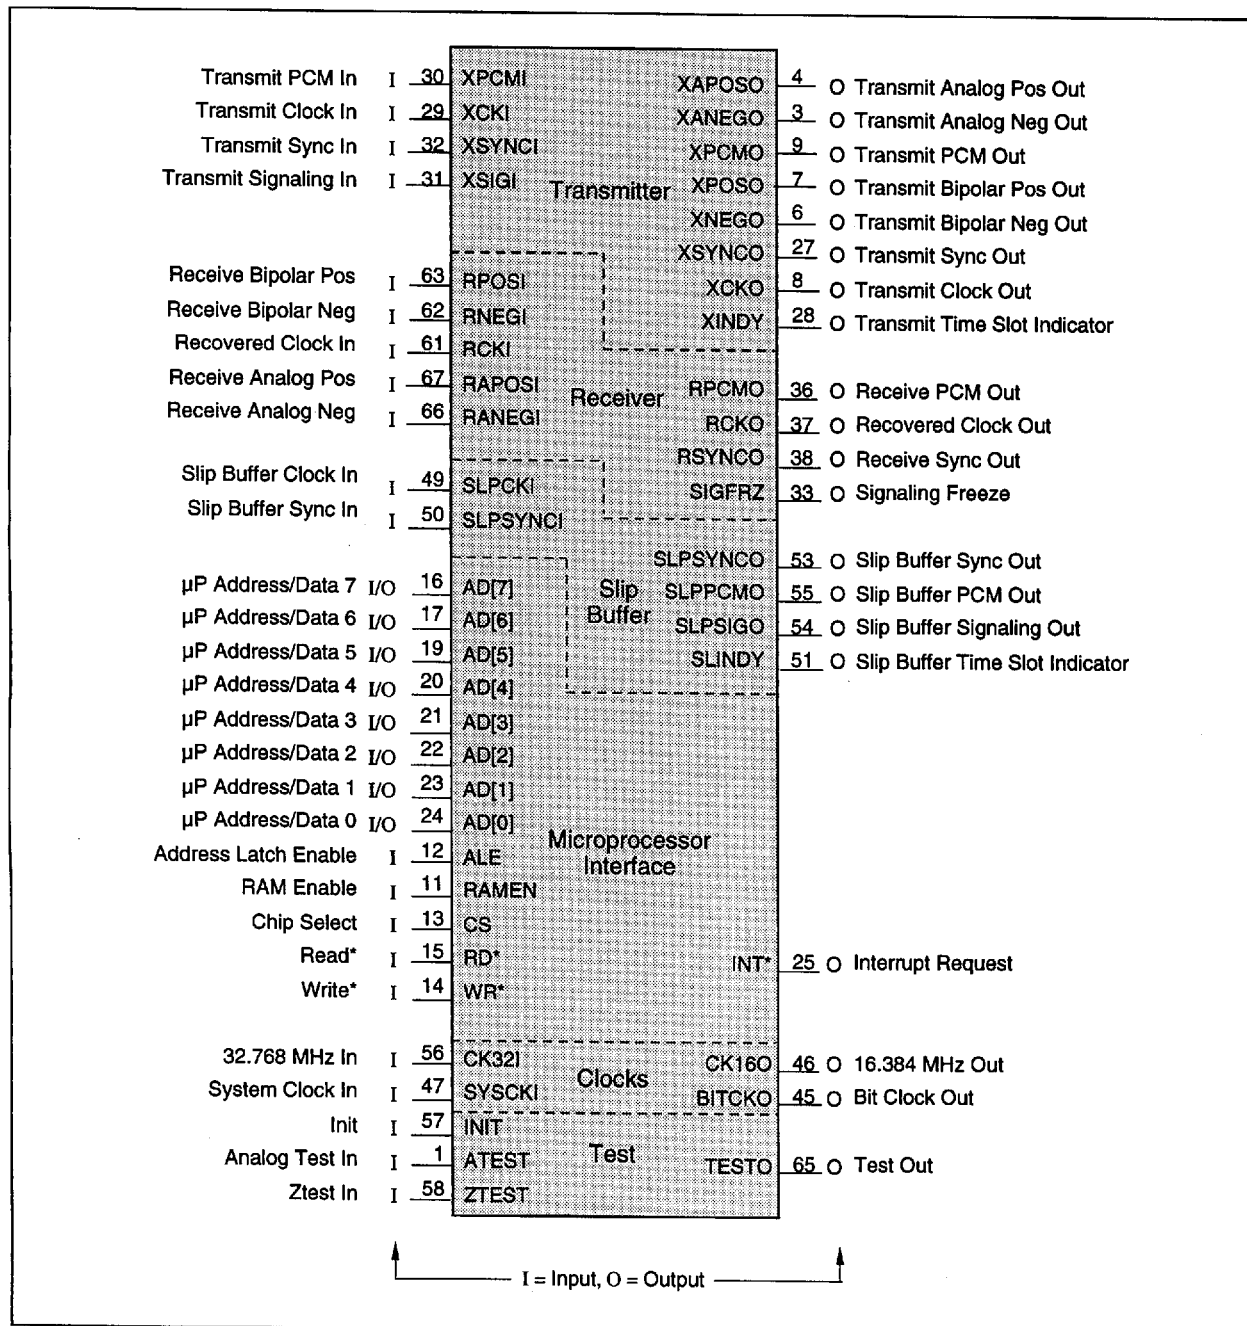 Transmit PCM In I 30 XPCMI
Transmit Clock In I 29 XCKI
Transmit Sync In I 32 XSYNCI
Transmit Signaling In I 31 XSIGI
Transmitter
XAPOSO 4 O Transmit Analog Pos Out
XANEGO 3 O Transmit Analog Neg Out
XPCMO 9 O Transmit PCM Out
XPOSO 7 O Transmit Bipolar Pos Out
XNEGO 6 O Transmit Bipolar Neg Out
XSYNCO 27 O Transmit Sync Out
XCKO 8 O Transmit Clock Out
XINDY 28 O Transmit Time Slot Indicator
Receive Bipolar Pos I 63 RPOSI
Receive Bipolar Neg I 62 RNEGI
Recovered Clock In I 61 RCKI
Receive Analog Pos I 67 RAPOSI
Receive Analog Neg I 66 RANEGI
Receiver
RPCMO 36 O Receive PCM Out
RCKO 37 O Recovered Clock Out
RSYNCO 38 O Receive Sync Out
SIGFRZ 33 O Signaling Freeze
Slip Buffer Clock In I 49 SLPCKI
Slip Buffer Sync In I 50 SLPSYNCI
Slip
Buffer
SLPSYNCO 53 O Slip Buffer Sync Out
SLPPCMO 55 O Slip Buffer PCM Out
SLPSIGO 54 O Slip Buffer Signaling Out
SLINDY 51 O Slip Buffer Time Slot Indicator
µP Address/Data 7 I/O 16 AD[7]
µP Address/Data 6 I/O 17 AD[6]
µP Address/Data 5 I/O 19 AD[5]
µP Address/Data 4 I/O 20 AD[4]
µP Address/Data 3 I/O 21 AD[3]
µP Address/Data 2 I/O 22 AD[2]
µP Address/Data 1 I/O 23 AD[1]
µP Address/Data 0 I/O 24 AD[0]
Address Latch Enable I 12 ALE
RAM Enable I 11 RAMEN
Chip Select I 13 CS
Read* I 15 RD*
Write* I 14 WR*
Microprocessor
Interface
INT* 25 O Interrupt Request
32.768 MHz In I 56 CK32I
System Clock In I 47 SYSCKI
Clocks
CK16O 46 O 16.384 MHz Out
BITCKO 45 O Bit Clock Out
Init I 57 INIT
Analog Test In I 1 ATEST
Ztest In I 58 ZTEST
Test
TESTO 65 O Test Out
I = Input, O = Output